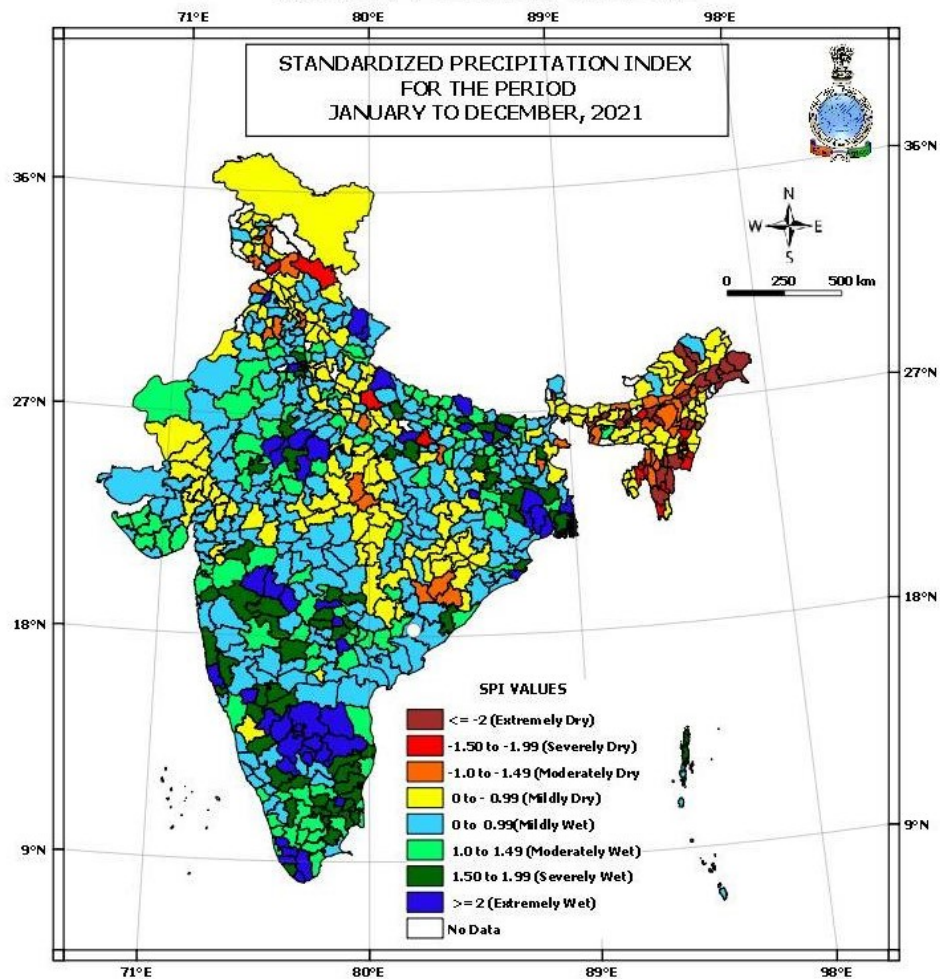 71°E 80°E 89°E 98°E
STANDARDIZED PRECIPITATION INDEX
FOR THE PERIOD
JANUARY TO DECEMBER, 2021
36°N 36°N
N
W E
S
0 250 500 km
27°N 27°N
18°N 18°N
SPI VALUES
< = -2 (Extremely Dry)
-1.50 to -1.99 (Severely Dry)
-1.0 to -1.49 (Moderately Dry
0 to - 0.99 (Mildly Dry)
0 to 0.99(Mildly Wet)
1.0 to 1.49 (Moderately Wet)
1.50 to 1.99 (Severely Wet)
> = 2 (Extremely Wet)
No Data
9°N 9°N
71°E 80°E 89°E 98°E